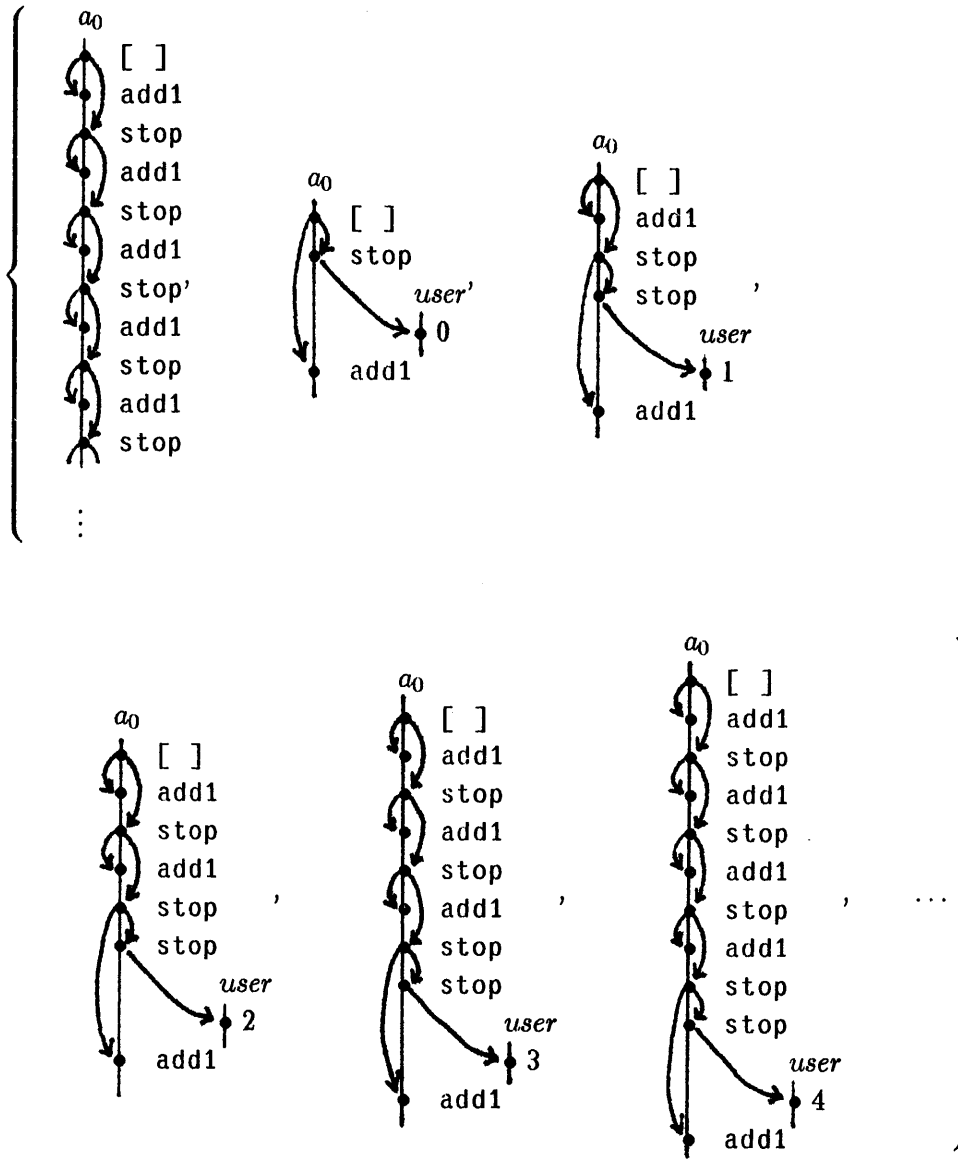 a0
[ ]
add1
stop
add1
stop
add1
stop'
add1
stop
add1
stop
⋮
a0
[ ]
stop
user'
0
add1
a0
[ ]
add1
stop
stop
,
user
1
add1
a0
[ ]
add1
stop
add1
stop
stop
,
user
2
add1
a0
[ ]
add1
stop
add1
stop
add1
stop
stop
,
user
3
add1
a0
[ ]
add1
stop
add1
stop
add1
stop
add1
stop
stop
,
...
user
4
add1